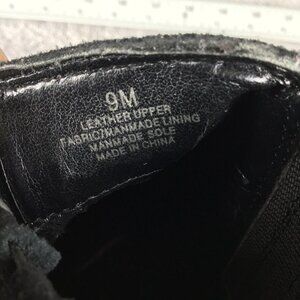 9M
LEATHER UPPER
FABRIC/MANMADE LINING
MANMADE SOLE
MADE IN CHINA